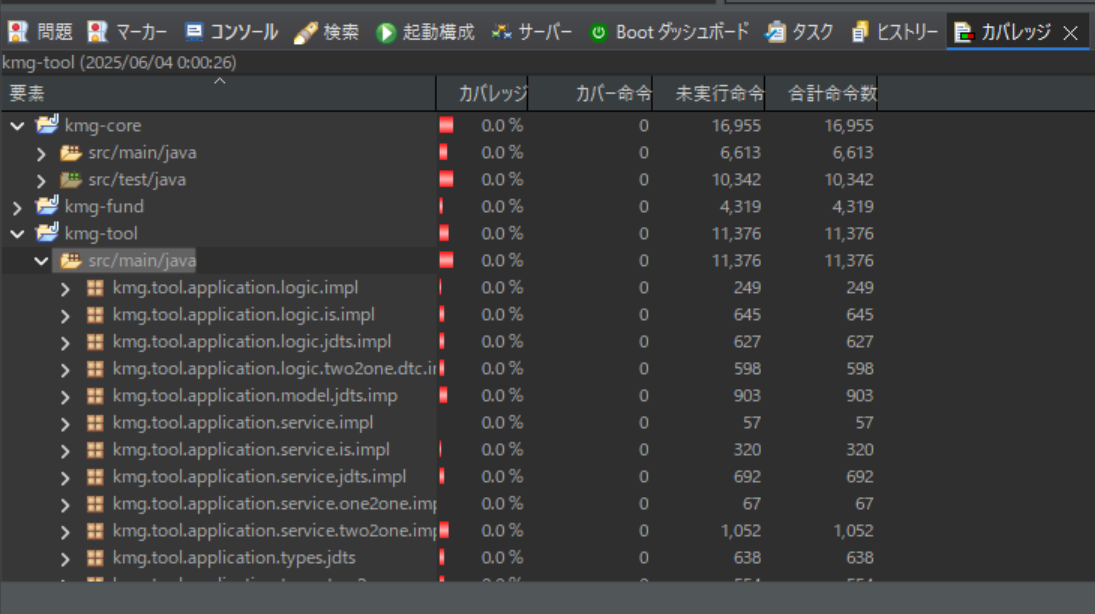 問題 マーカー コンソール 検索 起動構成 サーバー Boot ダッシュボード タスク ヒストリー カバレッジ
kmg-tool (2025/06/04 0:00:26)
要素 カバレッジ カバー命令 未実行命令 合計命令数
kmg-core 0.0 % 0 16,955 16,955
src/main/java 0.0 % 0 6,613 6,613
src/test/java 0.0 % 0 10,342 10,342
kmg-fund 0.0 % 0 4,319 4,319
kmg-tool 0.0 % 0 11,376 11,376
src/main/java 0.0 % 0 11,376 11,376
kmg.tool.application.logic.impl 0.0 % 0 249 249
kmg.tool.application.logic.is.impl 0.0 % 0 645 645
kmg.tool.application.logic.jdts.impl 0.0 % 0 627 627
kmg.tool.application.logic.two2one.dtc.i 0.0 % 0 598 598
kmg.tool.application.model.jdts.imp 0.0 % 0 903 903
kmg.tool.application.service.impl 0.0 % 0 57 57
kmg.tool.application.service.is.impl 0.0 % 0 320 320
kmg.tool.application.service.jdts.impl 0.0 % 0 692 692
kmg.tool.application.service.one2one.imp 0.0 % 0 67 67
kmg.tool.application.service.two2one.imp 0.0 % 0 1,052 1,052
kmg.tool.application.types.jdts 0.0 % 0 638 638